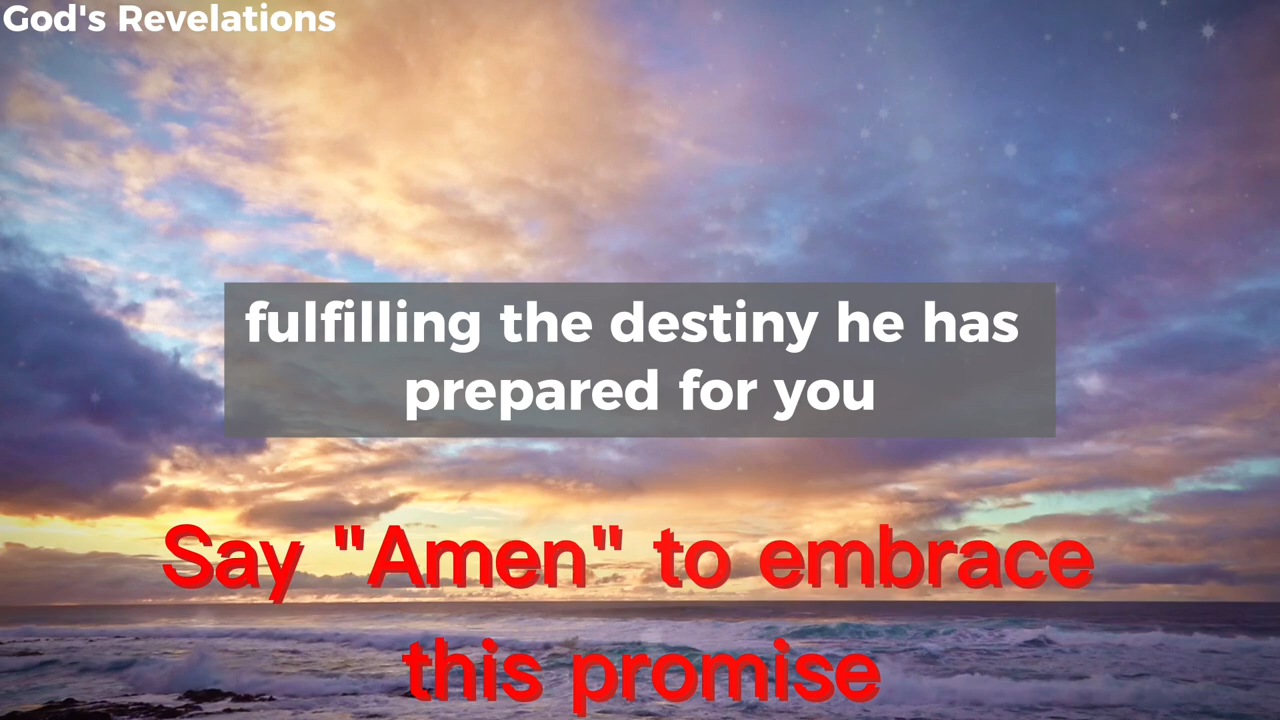 God's Revelations
fulfilling the destiny he has
prepared for you
Say "Amen" to embrace
this promise